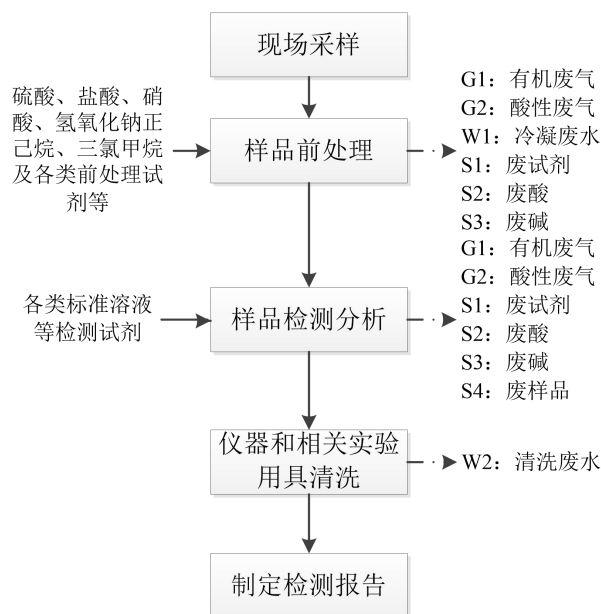 现场采样
硫酸、盐酸、硝
酸、氢氧化钠正
己烷、三氯甲烷
及各类前处理试
剂等
样品前处理
G1：有机废气
G2：酸性废气
W1：冷凝废水
S1：废试剂
S2：废酸
S3：废碱
各类标准溶液
等检测试剂
样品检测分析
G1：有机废气
G2：酸性废气
S1：废试剂
S2：废酸
S3：废碱
S4：废样品
仪器和相关实验
用具清洗
W2：清洗废水
制定检测报告